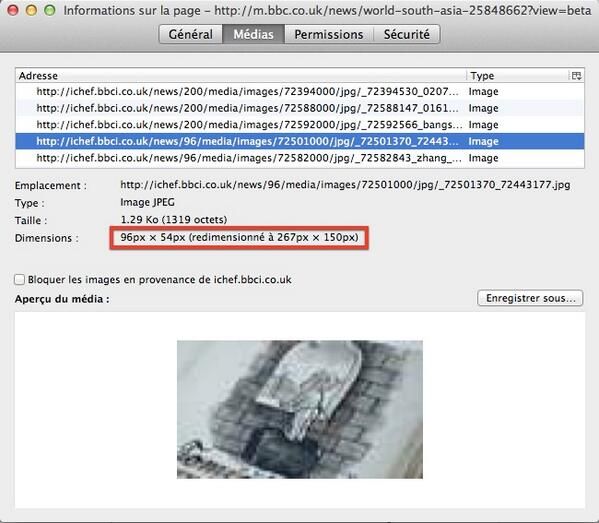 Informations sur la page – http://m.bbc.co.uk/news/world-south-asia-25848662?view=beta
Général Médias Permissions Sécurité
Adresse Type
http://ichef.bbci.co.uk/news/200/media/images/72394000/jpg/_72394530_0207... Image
http://ichef.bbci.co.uk/news/200/media/images/72588000/jpg/_72588147_0161... Image
http://ichef.bbci.co.uk/news/200/media/images/72592000/jpg/_72592566_bangs... Image
http://ichef.bbci.co.uk/news/96/media/images/72501000/jpg/_72501370_72443... Image
http://ichef.bbci.co.uk/news/96/media/images/72582000/jpg/_72582843_zhang_... Image
Emplacement : http://ichef.bbci.co.uk/news/96/media/images/72501000/jpg/_72501370_72443177.jpg
Type : Image JPEG
Taille : 1.29 Ko (1319 octets)
Dimensions : 96px × 54px (redimensionné à 267px × 150px)
Bloquer les images en provenance de ichef.bbci.co.uk
Aperçu du média : Enregistrer sous...